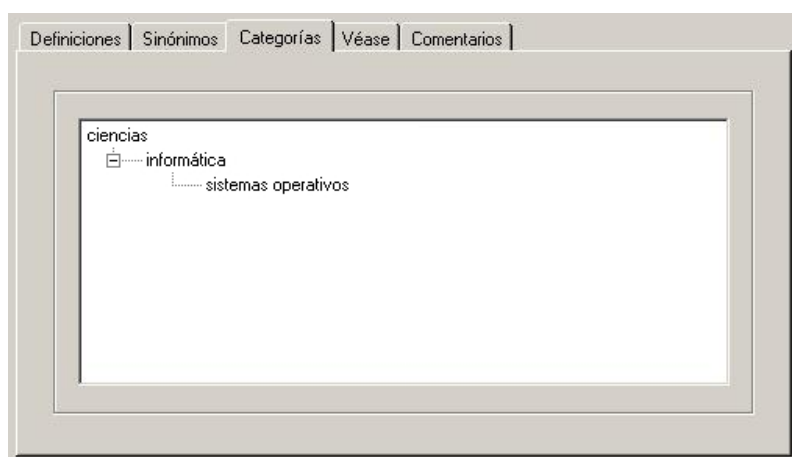 Definiciones Sinónimos Categorías Véase Comentarios
ciencias
informática
sistemas operativos